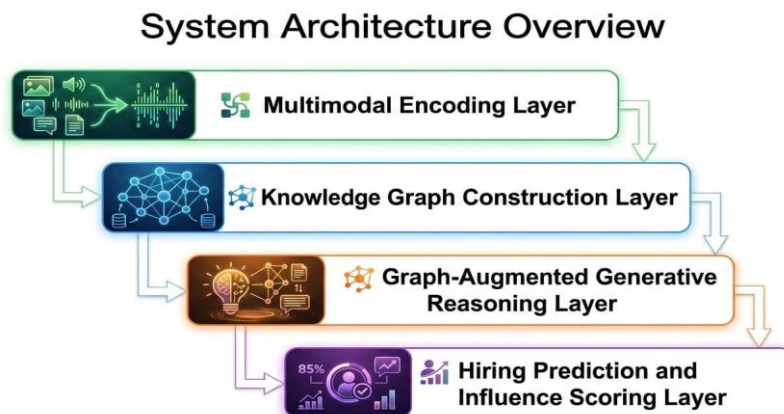 System Architecture Overview
Multimodal Encoding Layer
Knowledge Graph Construction Layer
Graph-Augmented Generative
Reasoning Layer
85%
Hiring Prediction and
Influence Scoring Layer